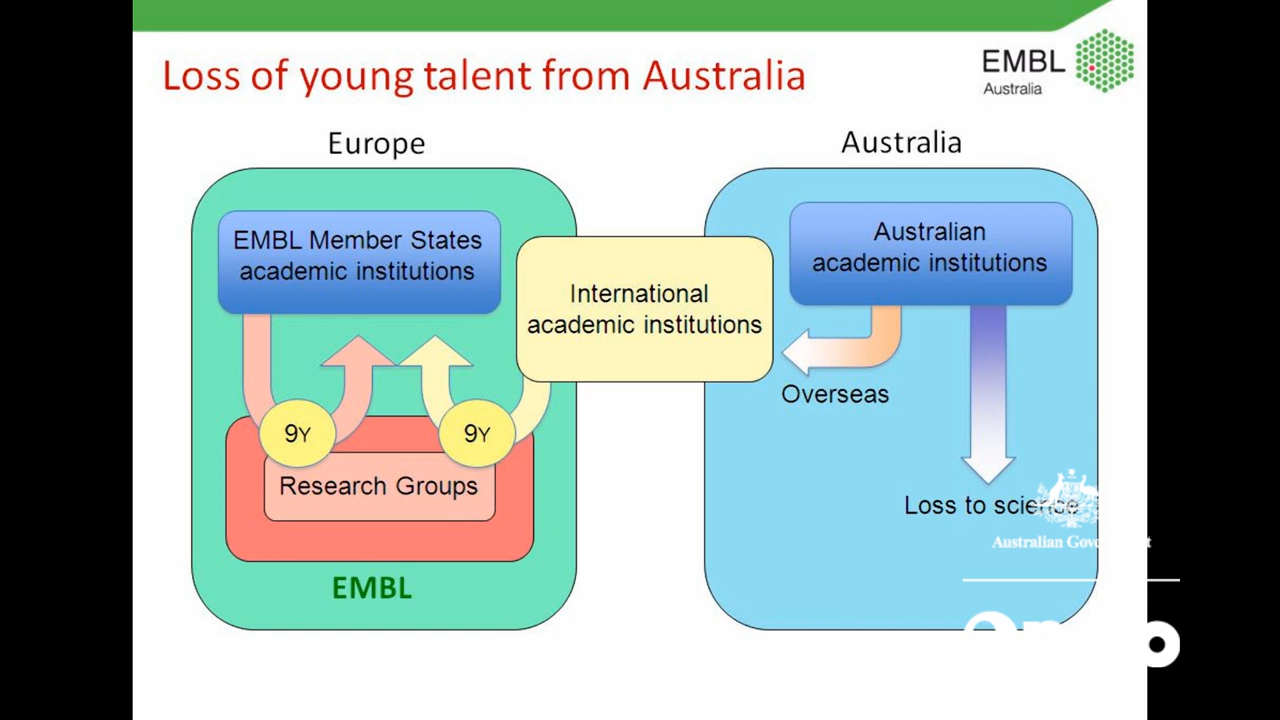 Loss of young talent from Australia
EMBL
Australia
Europe
Australia
EMBL Member States
academic institutions
International
academic institutions
Australian
academic institutions
Overseas
9Y
9Y
Research Groups
Loss to science
EMBL
Australian Government